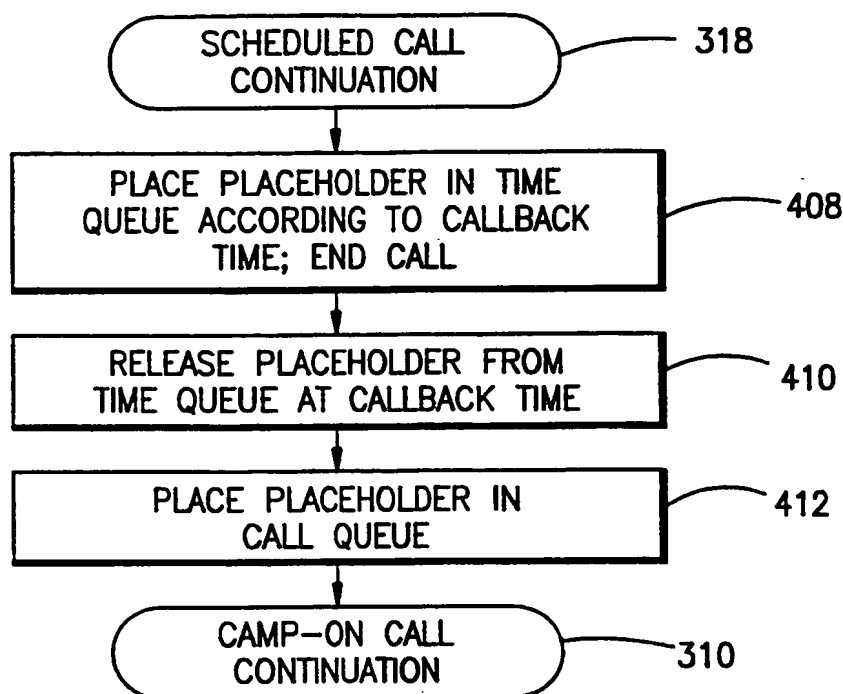 SCHEDULED CALL
CONTINUATION
318
PLACE PLACEHOLDER IN TIME
QUEUE ACCORDING TO CALLBACK
TIME; END CALL
408
RELEASE PLACEHOLDER FROM
TIME QUEUE AT CALLBACK TIME
410
PLACE PLACEHOLDER IN
CALL QUEUE
412
CAMP-ON CALL
CONTINUATION
310